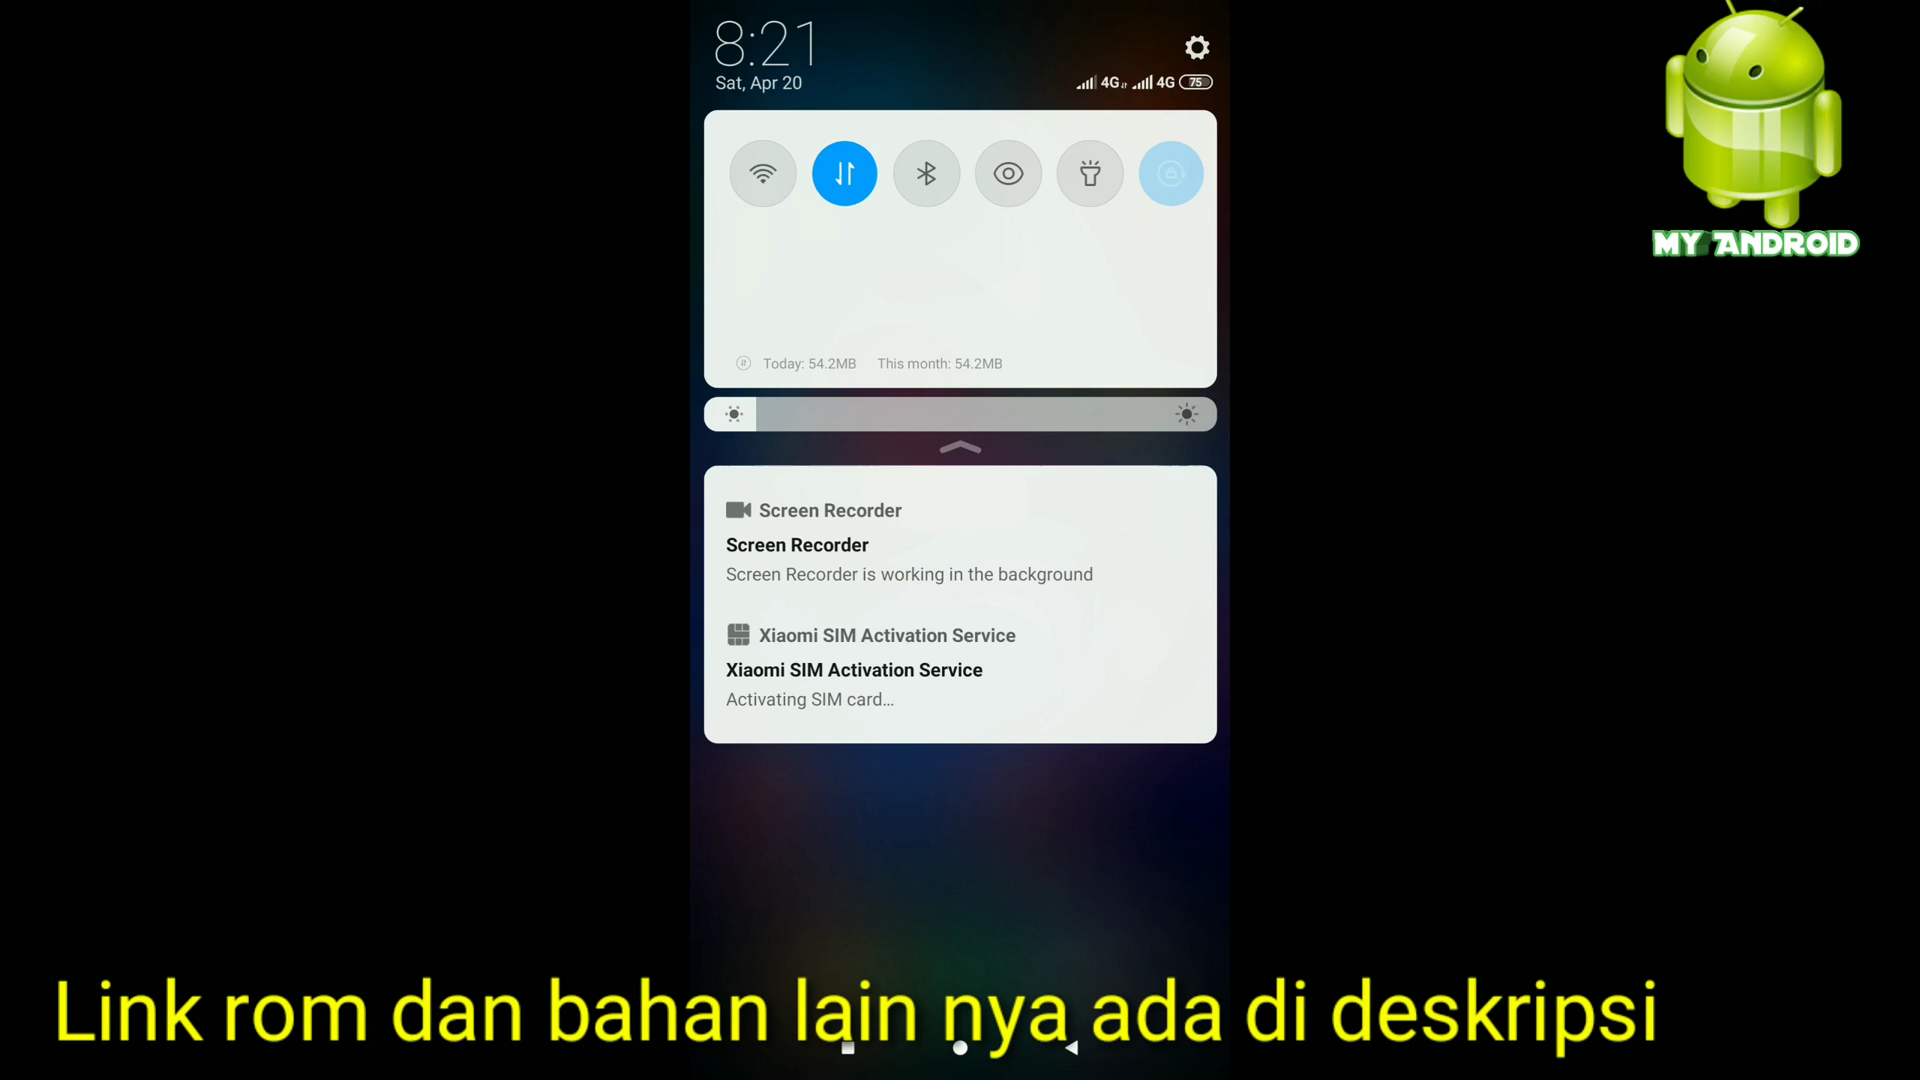 8:21
Sat, Apr 20
4G 4G 75
MY ANDROID
Today: 54.2MB This month: 54.2MB
Screen Recorder
Screen Recorder
Screen Recorder is working in the background
Xiaomi SIM Activation Service
Xiaomi SIM Activation Service
Activating SIM card...
Link rom dan bahan lain nya ada di deskripsi